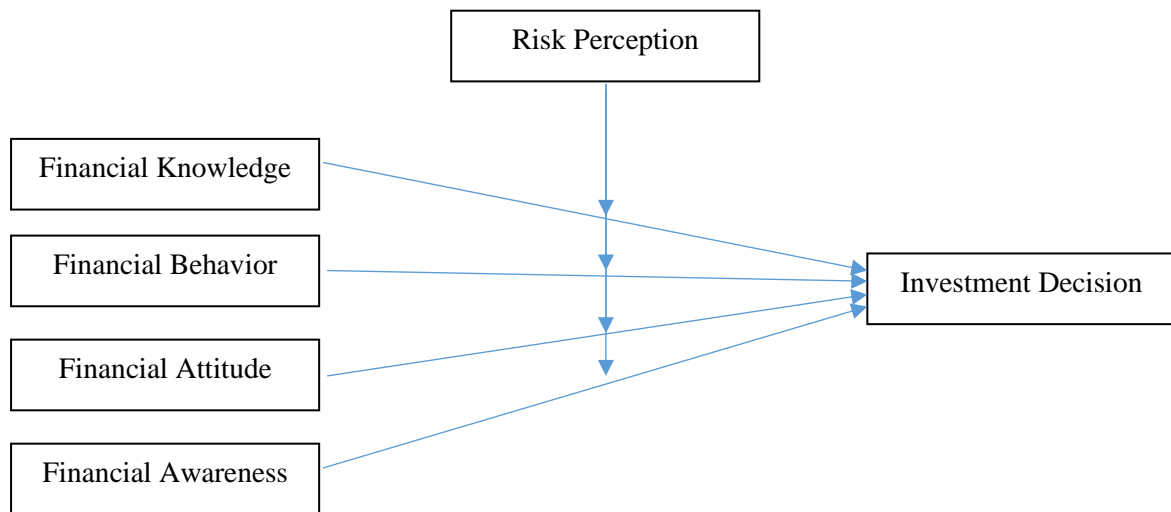 Risk Perception
Financial Knowledge
Financial Behavior
Investment Decision
Financial Attitude
Financial Awareness